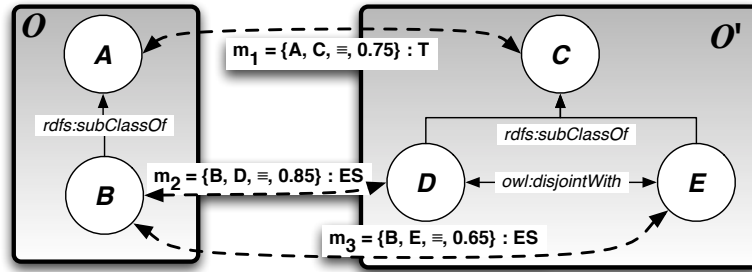 O
O'
A
m1 = {A, C, ≡, 0.75} : T
C
rdfs:subClassOf
rdfs:subClassOf
m2 = {B, D, ≡, 0.85} : ES
B
D
owl:disjointWith
E
m3 = {B, E, ≡, 0.65} : ES